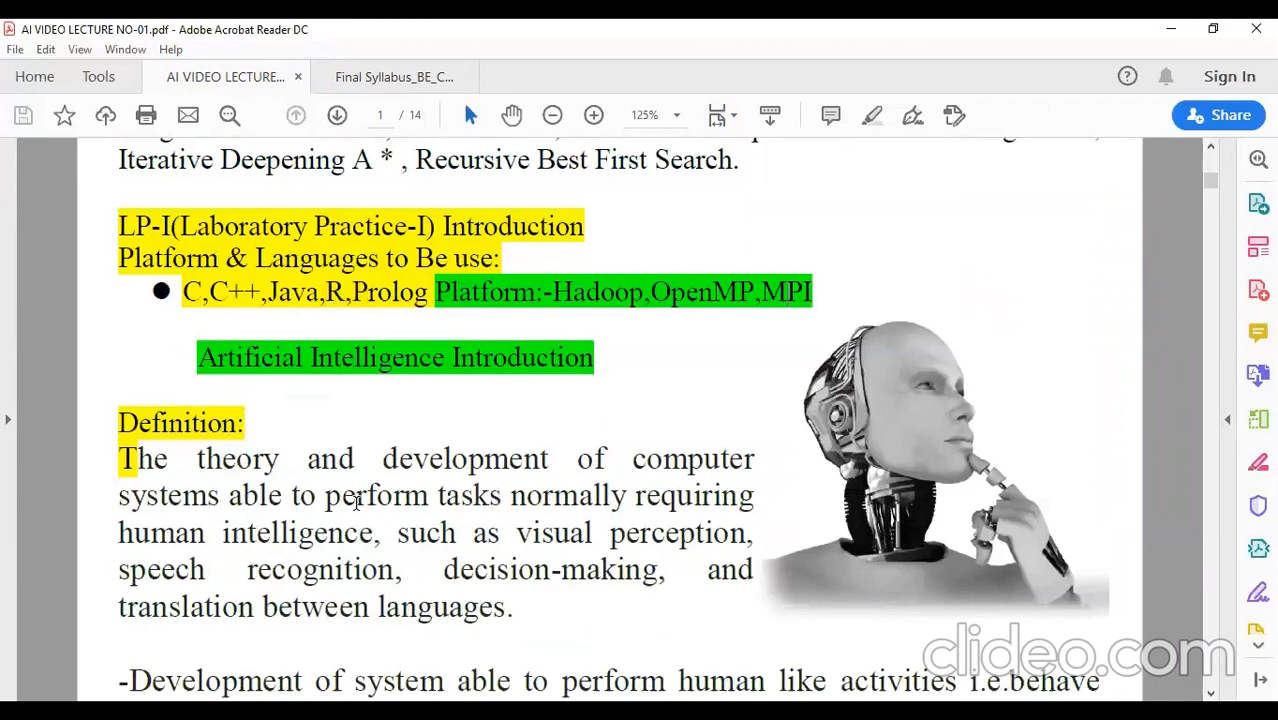 AI VIDEO LECTURE NO-01.pdf - Adobe Acrobat Reader DC
File Edit View Window Help
Home Tools AI VIDEO LECTURE... × Final Syllabus_BE_C... Sign In
1 / 14 125% Share
Iterative Deepening A * , Recursive Best First Search.
LP-I(Laboratory Practice-I) Introduction
Platform & Languages to Be use:
● C,C++,Java,R,Prolog Platform:-Hadoop,OpenMP,MPI
Artificial Intelligence Introduction
Definition:
The theory and development of computer
systems able to perform tasks normally requiring
human intelligence, such as visual perception,
speech recognition, decision-making, and
translation between languages.
-Development of system able to perform human like activities i.e.behave
clideo.com